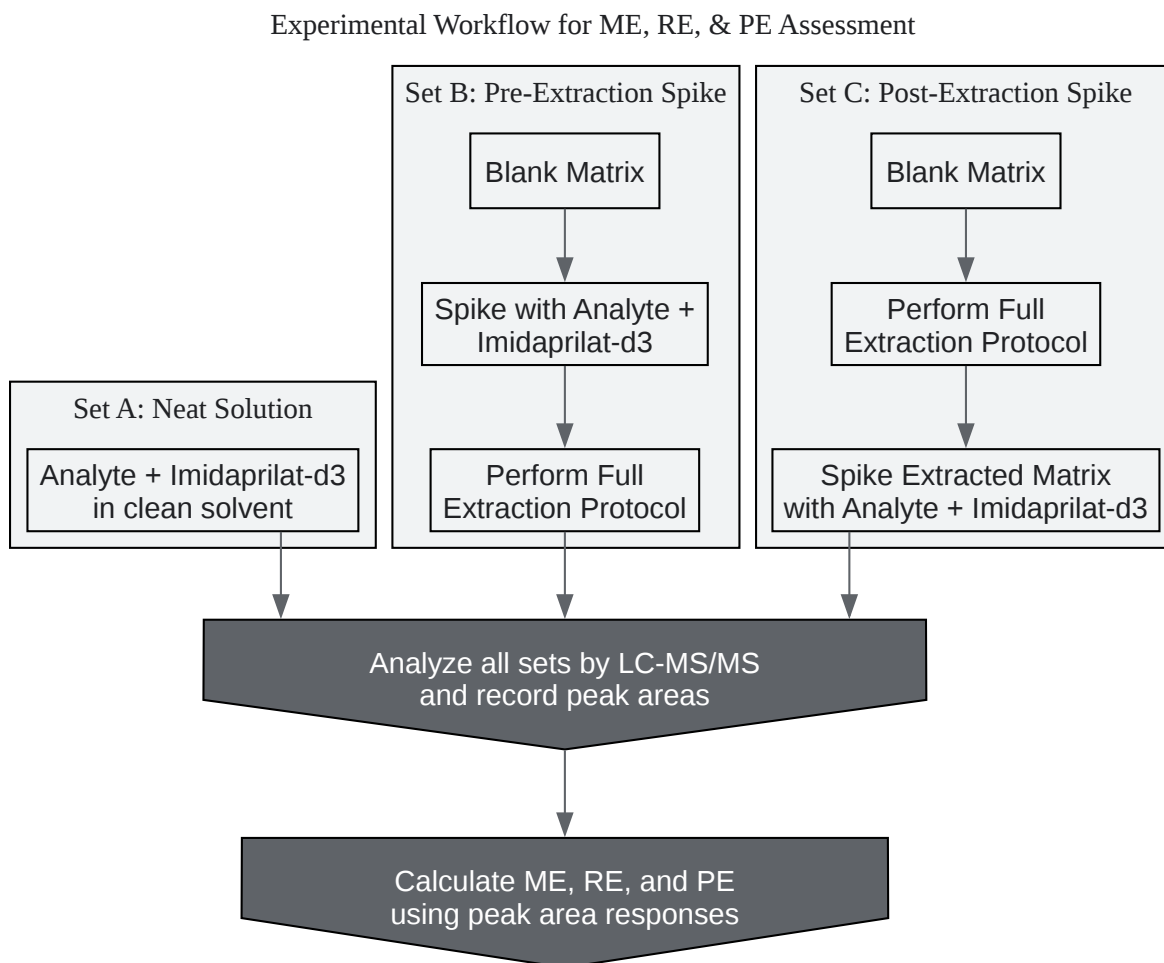 Experimental Workflow for ME, RE, & PE Assessment
Set A: Neat Solution
Analyte + Imidaprilat-d3
in clean solvent
Set B: Pre-Extraction Spike
Blank Matrix
Spike with Analyte +
Imidaprilat-d3
Perform Full
Extraction Protocol
Set C: Post-Extraction Spike
Blank Matrix
Perform Full
Extraction Protocol
Spike Extracted Matrix
with Analyte + Imidaprilat-d3
Analyze all sets by LC-MS/MS
and record peak areas
Calculate ME, RE, and PE
using peak area responses